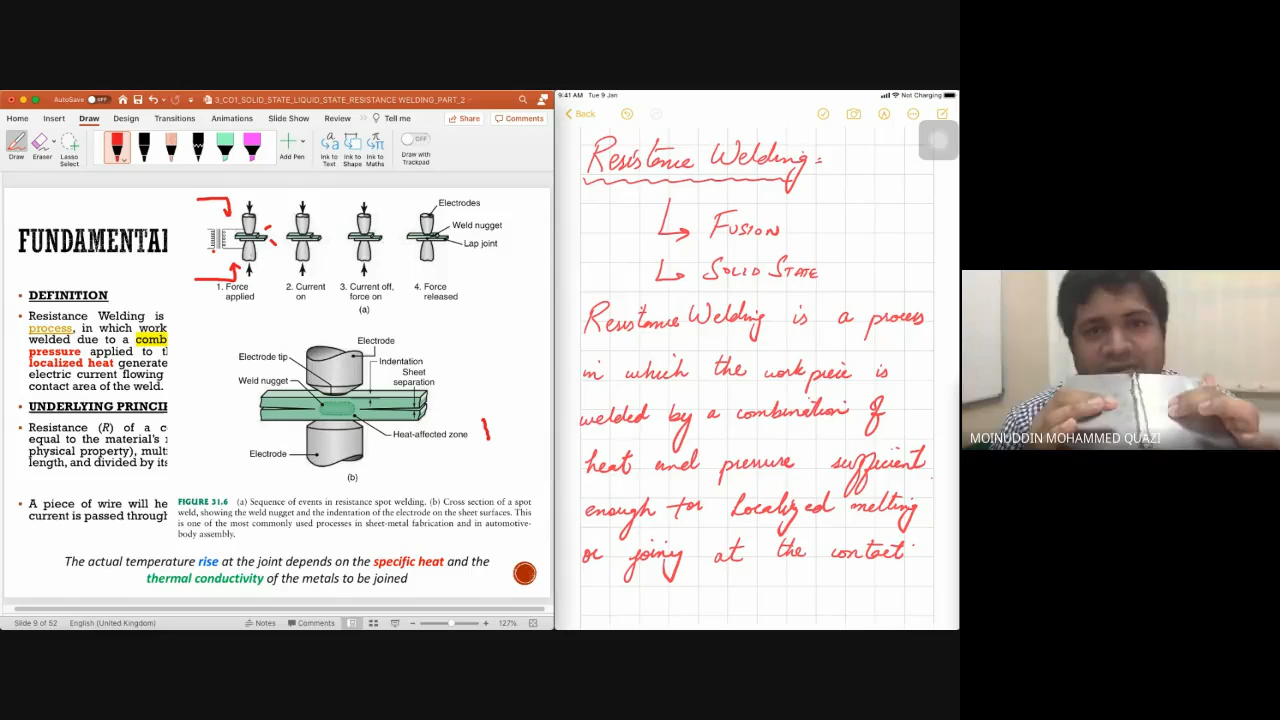 AutoSave OFF
3_CO1_SOLID_STATE_LIQUID_STATE_RESISTANCE WELDING_PART_2
Home Insert Draw Design Transitions Animations Slide Show Review Tell me Share Comments
Draw Eraser Lasso Select Add Pen Ink to Text Ink to Shape Ink to Maths OFF Draw with Trackpad
FUNDAMENTAL
DEFINITION
Resistance Welding is
process, in which work
welded due to a comb
pressure applied to t
localized heat generate
electric current flowing
contact area of the weld.
UNDERLYING PRINCI
Resistance (R) of a c
equal to the material's
physical property), mult
length, and divided by its
A piece of wire will he
current is passed through
Electrodes
Weld nugget
Lap joint
1. Force applied
2. Current on
3. Current off, force on
4. Force released
(a)
Electrode
Electrode tip
Indentation
Sheet separation
Weld nugget
Heat-affected zone
Electrode
(b)
FIGURE 31.6 (a) Sequence of events in resistance spot welding. (b) Cross section of a spot
weld, showing the weld nugget and the indentation of the electrode on the sheet surfaces. This
is one of the most commonly used processes in sheet-metal fabrication and in automotive-
body assembly.
The actual temperature rise at the joint depends on the specific heat and the
thermal conductivity of the metals to be joined
Slide 9 of 52 English (United Kingdom) Notes Comments 127%
9:41 AM Tue 9 Jan Not Charging
Back
Resistance Welding:
Fusion
Solid State
Resistance Welding is a process
in which the workpiece is
welded by a combination of
heat and pressure sufficient
enough for localized melting
or joining at the contact
MOINUDDIN MOHAMMED QUAZI